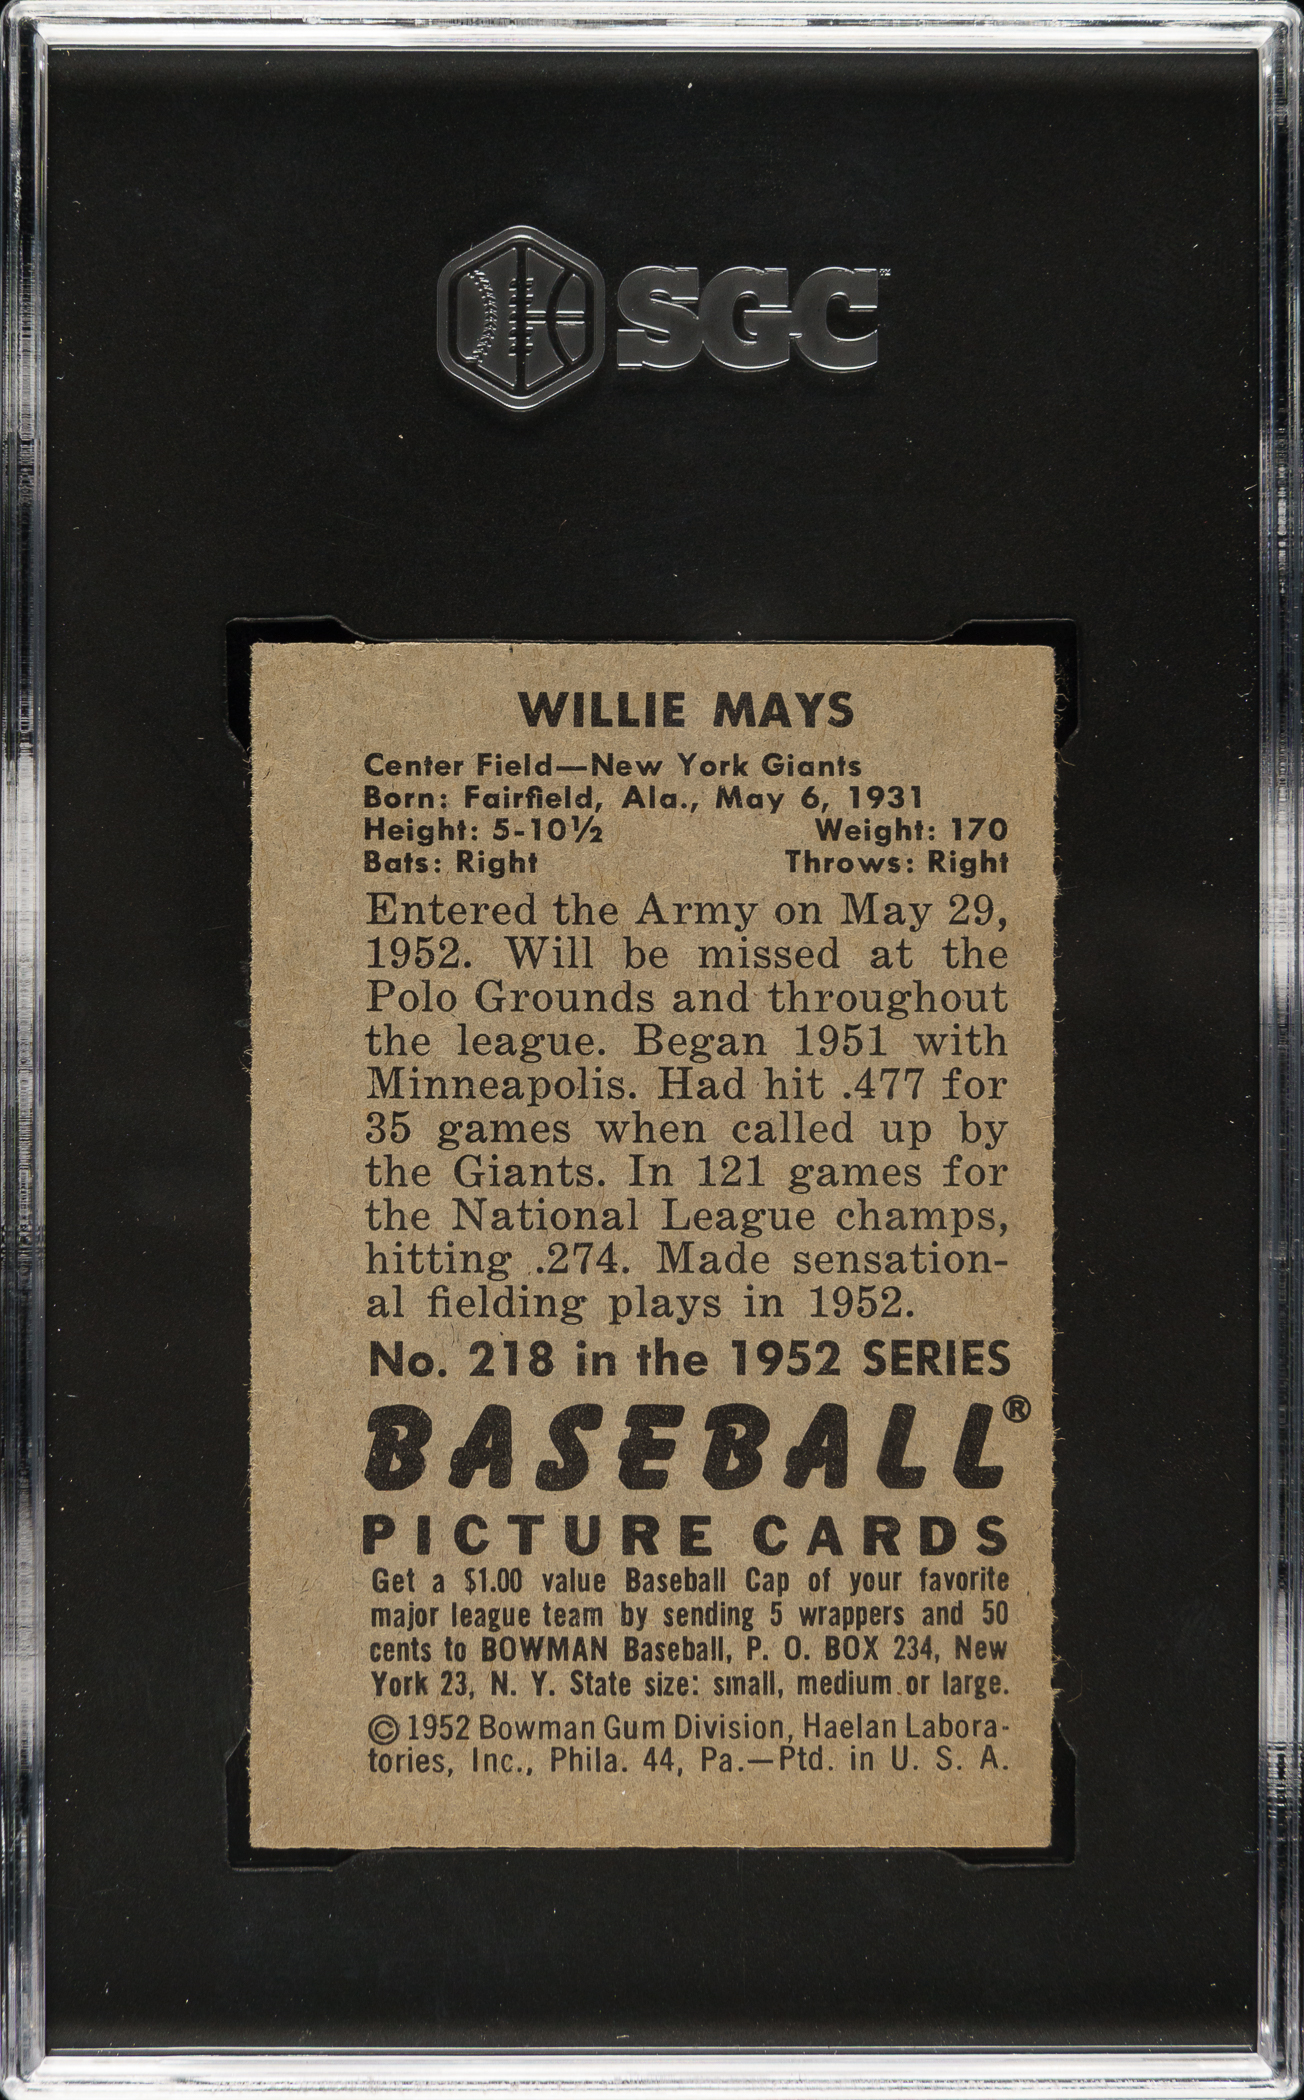 SGC™
WILLIE MAYS
Center Field—New York Giants
Born: Fairfield, Ala., May 6, 1931
Height: 5-10½ Weight: 170
Bats: Right Throws: Right
Entered the Army on May 29,
1952. Will be missed at the
Polo Grounds and throughout
the league. Began 1951 with
Minneapolis. Had hit .477 for
35 games when called up by
the Giants. In 121 games for
the National League champs,
hitting .274. Made sensation-
al fielding plays in 1952.
No. 218 in the 1952 SERIES
BASEBALL®
PICTURE CARDS
Get a $1.00 value Baseball Cap of your favorite
major league team by sending 5 wrappers and 50
cents to BOWMAN Baseball, P. O. BOX 234, New
York 23, N. Y. State size: small, medium or large.
© 1952 Bowman Gum Division, Haelan Labora-
tories, Inc., Phila. 44, Pa.—Ptd. in U. S. A.